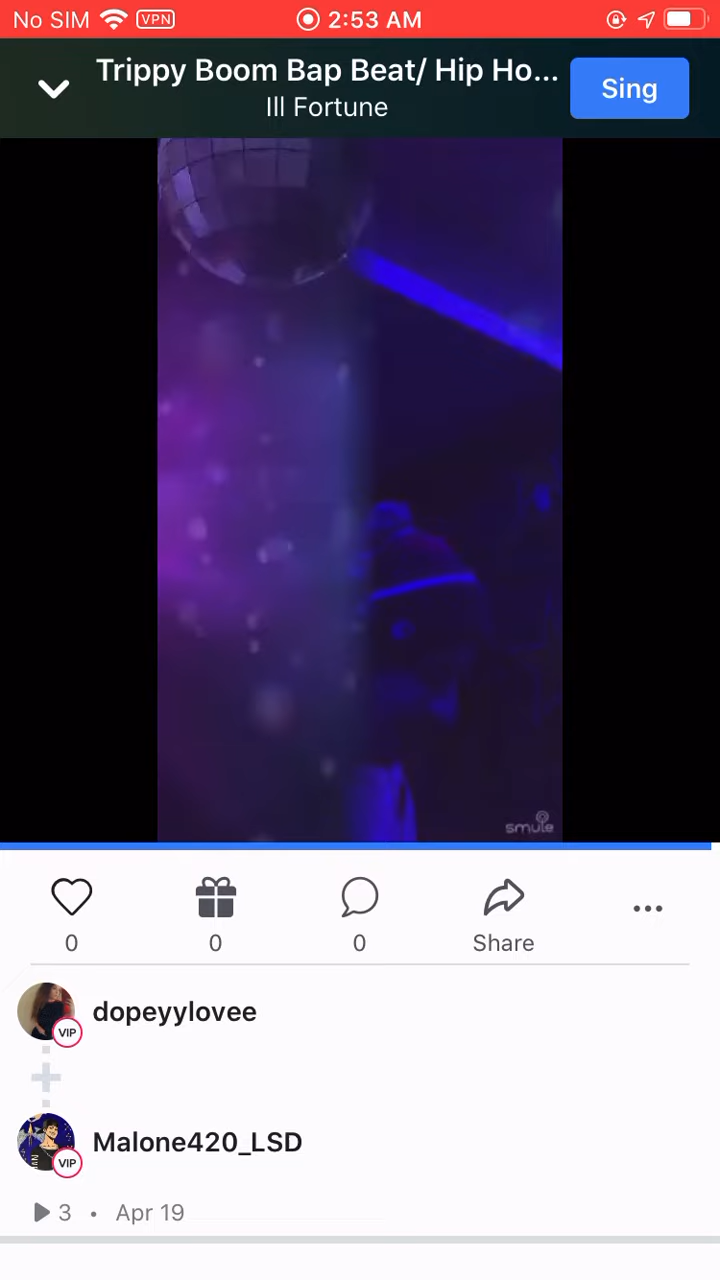 No SIM VPN 2:53 AM
Trippy Boom Bap Beat/ Hip Ho...
Ill Fortune
Sing
smule
0 0 0 Share
dopeyylovee
VIP
Malone420_LSD
VIP
3 • Apr 19